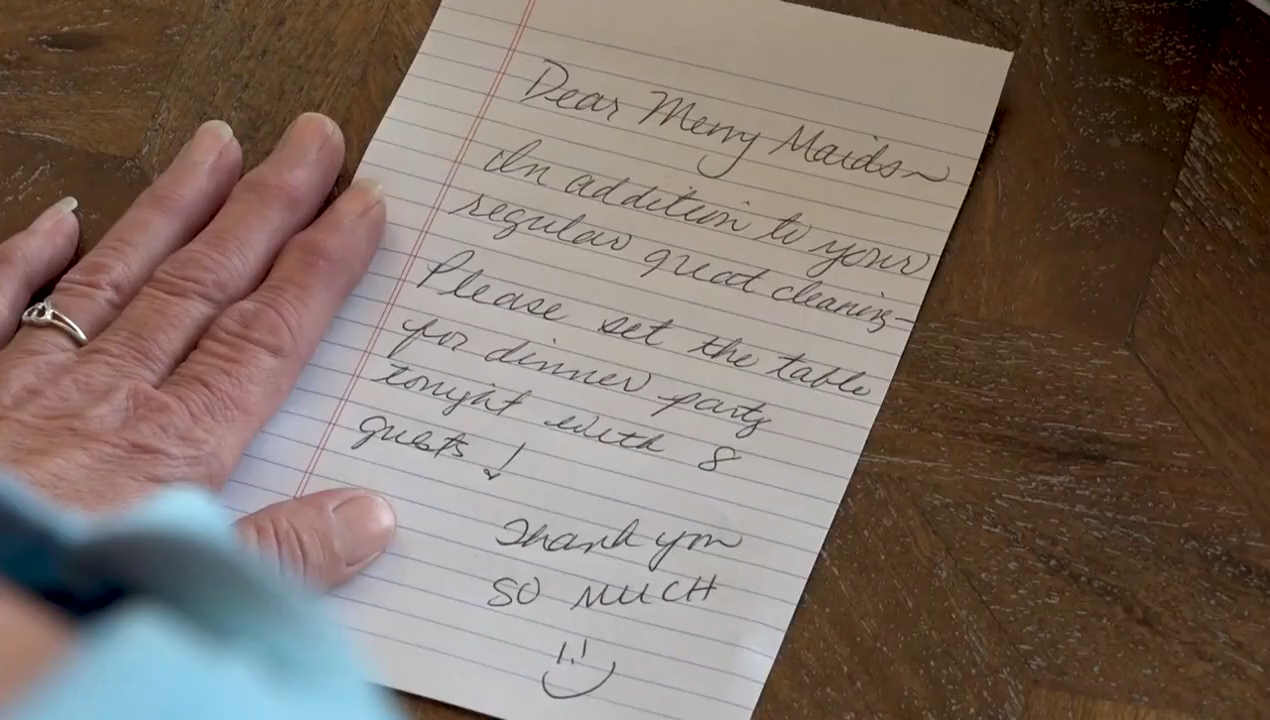 Dear Merry Maids~
In addition to your
regular great cleaning-
Please set the table
for dinner party
tonight with 8
guests!
Thank you
SO MUCH